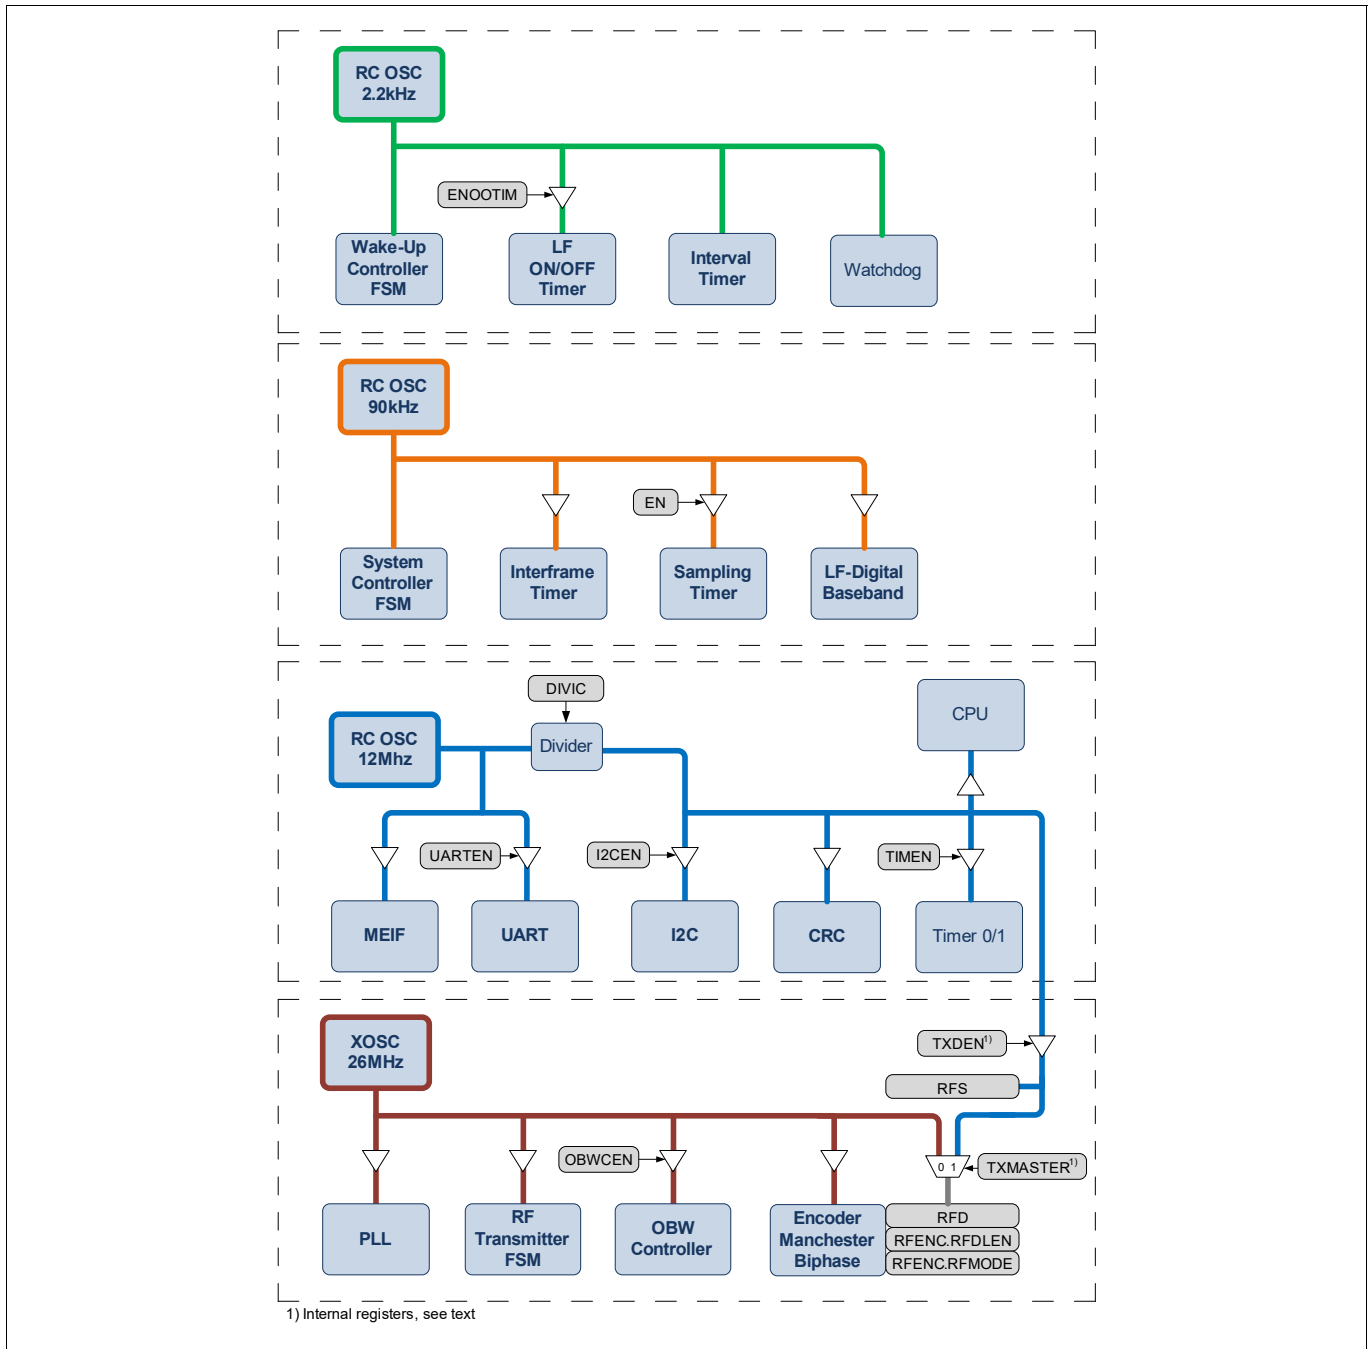 RC OSC
2.2kHz
ENOOTIM
Wake-Up
Controller
FSM
LF
ON/OFF
Timer
Interval
Timer
Watchdog
RC OSC
90kHz
EN
System
Controller
FSM
Interframe
Timer
Sampling
Timer
LF-Digital
Baseband
DIVIC
CPU
RC OSC
12Mhz
Divider
UARTEN
I2CEN
TIMEN
MEIF
UART
I2C
CRC
Timer 0/1
XOSC
26MHz
TXDEN1)
RFS
OBWCEN
0 1
TXMASTER1)
PLL
RF
Transmitter
FSM
OBW
Controller
Encoder
Manchester
Biphase
RFD
RFENC.RFDLEN
RFENC.RFMODE
1) Internal registers, see text